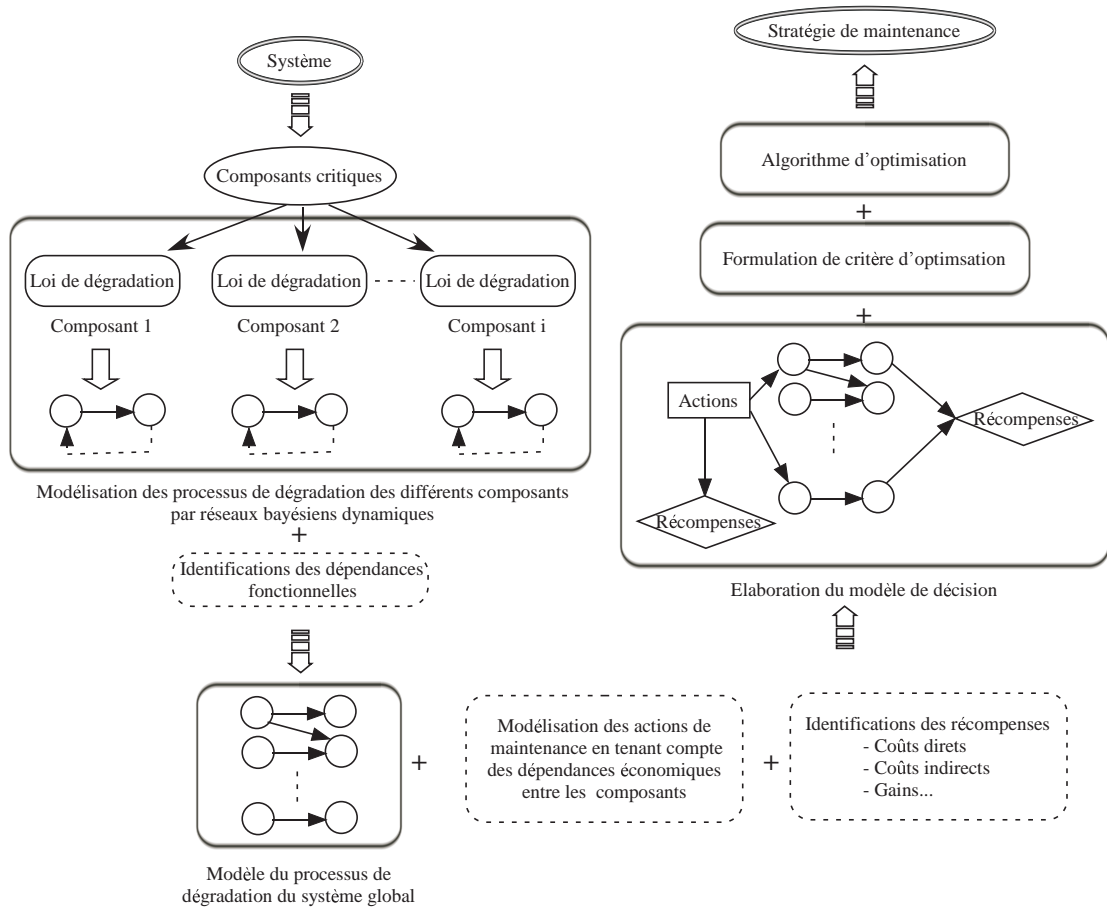 Système
Composants critiques
Loi de dégradation
Loi de dégradation
Loi de dégradation
Composant 1
Composant 2
Composant i
Modélisation des processus de dégradation des différents composants
par réseaux bayésiens dynamiques
+
Identifications des dépendances
fonctionnelles
Modèle du processus de
dégradation du système global
+
Modélisation des actions de
maintenance en tenant compte
des dépendances économiques
entre les composants
+
Identifications des récompenses
- Coûts direts
- Coûts indirects
- Gains...
Elaboration du modèle de décision
Actions
Récompenses
Récompenses
+
Formulation de critère d'optimsation
+
Algorithme d'optimisation
Stratégie de maintenance